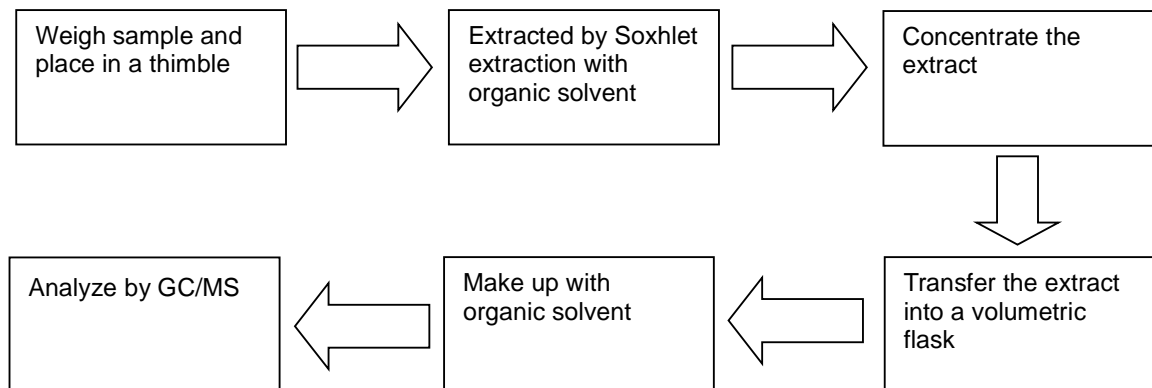 Weigh sample and
place in a thimble
Extracted by Soxhlet
extraction with
organic solvent
Concentrate the
extract
Transfer the extract
into a volumetric
flask
Make up with
organic solvent
Analyze by GC/MS